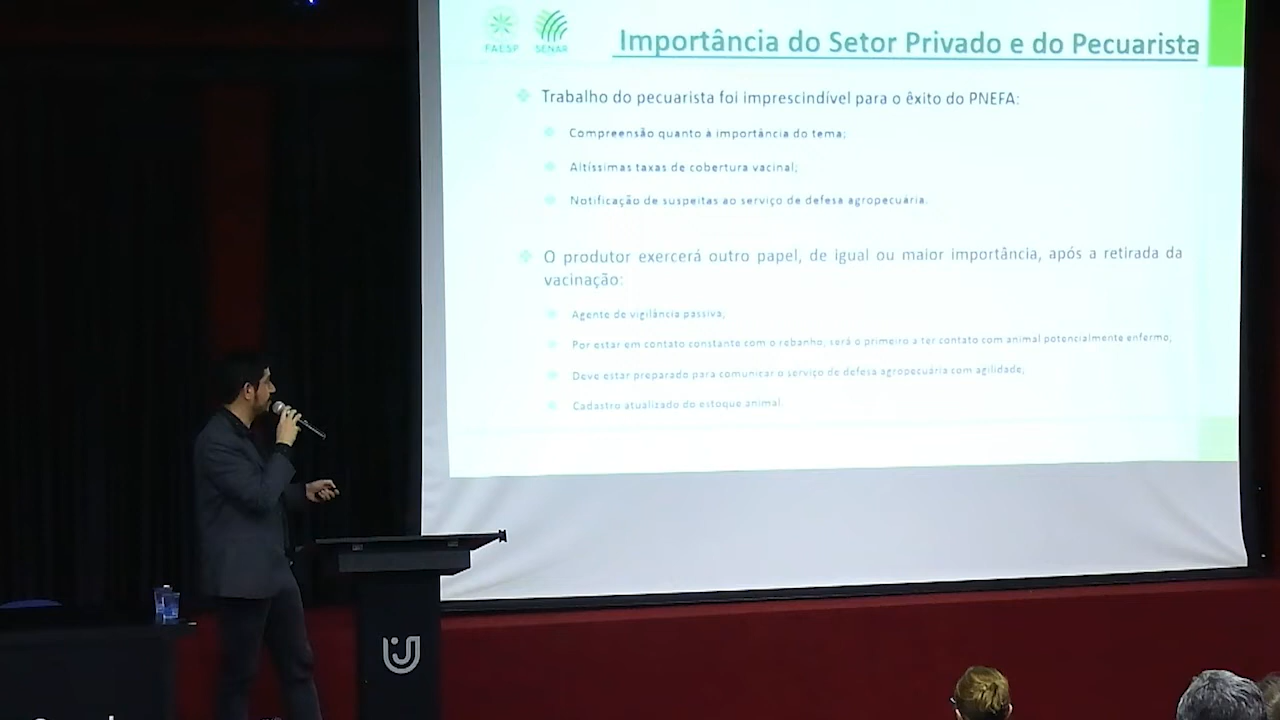 FAESP SENAR
Importância do Setor Privado e do Pecuarista
Trabalho do pecuarista foi imprescindível para o êxito do PNEFA:
Compreensão quanto à importância do tema;
Altíssimas taxas de cobertura vacinal;
Notificação de suspeitas ao serviço de defesa agropecuária.
O produtor exercerá outro papel, de igual ou maior importância, após a retirada da
vacinação:
Agente de vigilância passiva;
Por estar em contato constante com o rebanho, será o primeiro a ter contato com animal potencialmente enfermo;
Deve estar preparado para comunicar o serviço de defesa agropecuária com agilidade;
Cadastro atualizado do estoque animal.